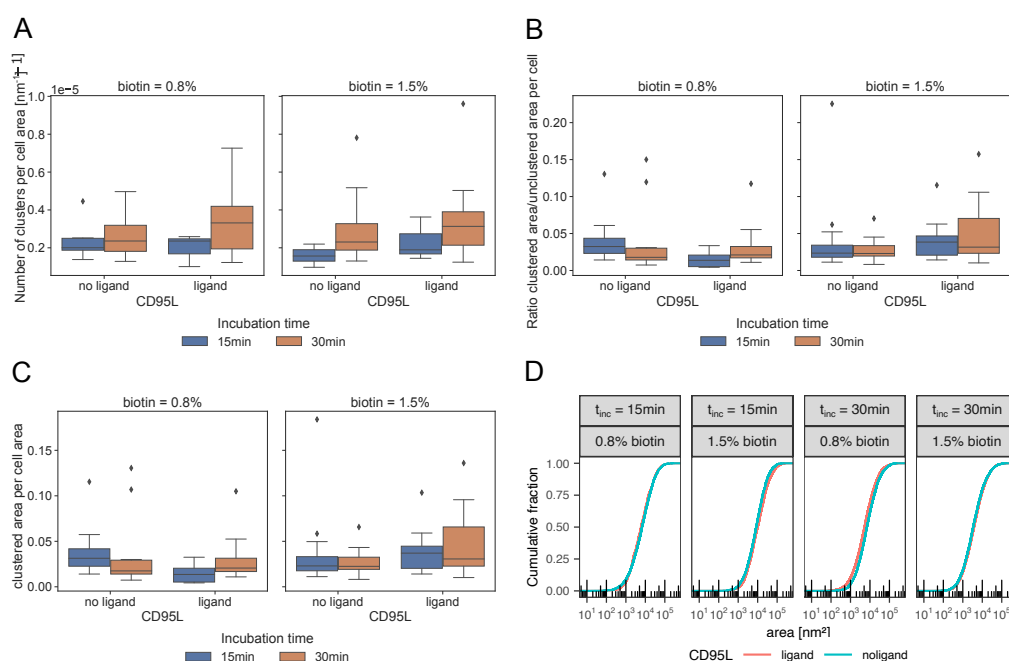 A
Number of clusters per cell area [nm⁻¹]−1]
1e−5
biotin = 0.8%
biotin = 1.5%
1.0
0.8
0.6
0.4
0.2
no ligand
ligand
no ligand
ligand
CD95L
CD95L
Incubation time
15min
30min
B
Ratio clustered area/unclustered area per cell
biotin = 0.8%
biotin = 1.5%
0.20
0.15
0.10
0.05
0.00
no ligand
ligand
no ligand
ligand
CD95L
CD95L
Incubation time
15min
30min
C
clustered area per cell area
biotin = 0.8%
biotin = 1.5%
0.15
0.10
0.05
0.00
no ligand
ligand
no ligand
ligand
CD95L
CD95L
Incubation time
15min
30min
D
t_inc = 15min
t_inc = 15min
t_inc = 30min
t_inc = 30min
0.8% biotin
1.5% biotin
0.8% biotin
1.5% biotin
Cumulative fraction
1.00
0.75
0.50
0.25
0.00
10¹ 10² 10³ 10⁴ 10⁵
10¹ 10² 10³ 10⁴ 10⁵
10¹ 10² 10³ 10⁴ 10⁵
10¹ 10² 10³ 10⁴ 10⁵
area [nm²]
CD95L ligand noligand